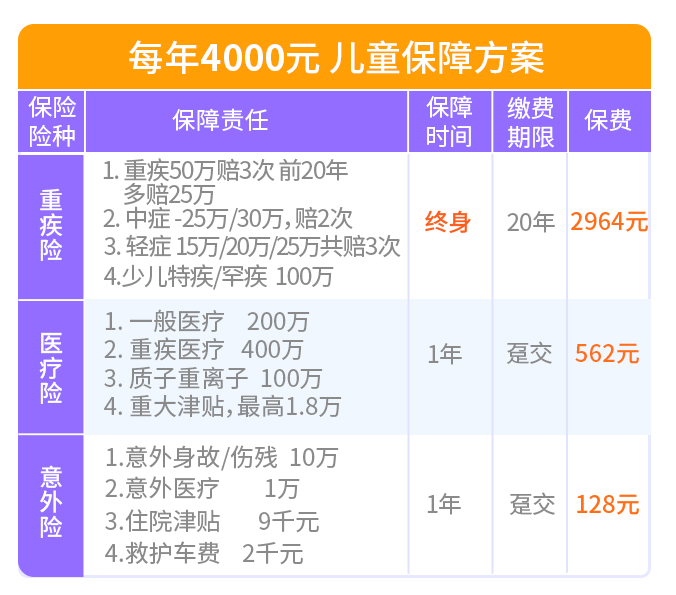 每年4000元 儿童保障方案
保险
险种
保障责任
保障
时间
缴费
期限
保费
重
疾
险
1. 重疾50万赔3次 前20年
多赔25万
2. 中症 -25万/30万，赔2次
3. 轻症 15万/20万/25万共赔3次
4.少儿特疾/罕疾 100万
终身
20年
2964元
医
疗
险
1. 一般医疗 200万
2. 重疾医疗 400万
3. 质子重离子 100万
4. 重大津贴，最高1.8万
1年
趸交
562元
意
外
险
1.意外身故/伤残 10万
2.意外医疗 1万
3.住院津贴 9千元
4.救护车费 2千元
1年
趸交
128元